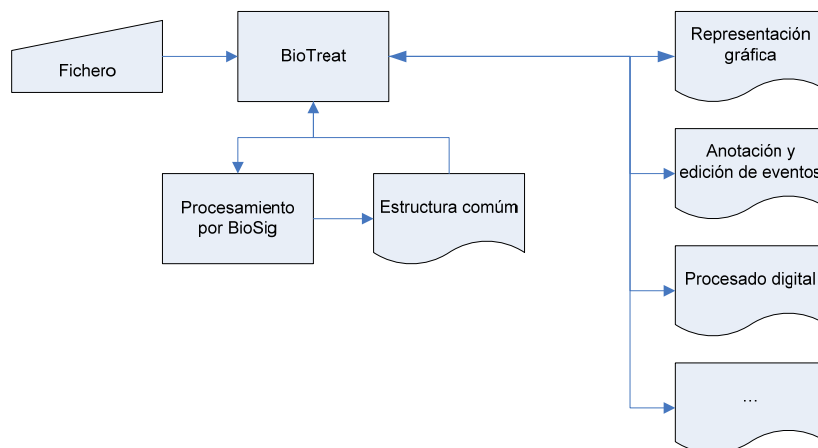 Fichero
BioTreat
Representación
gráfica
Anotación y
edición de eventos
Procesamiento
por BioSig
Estructura comúm
Procesado digital
...